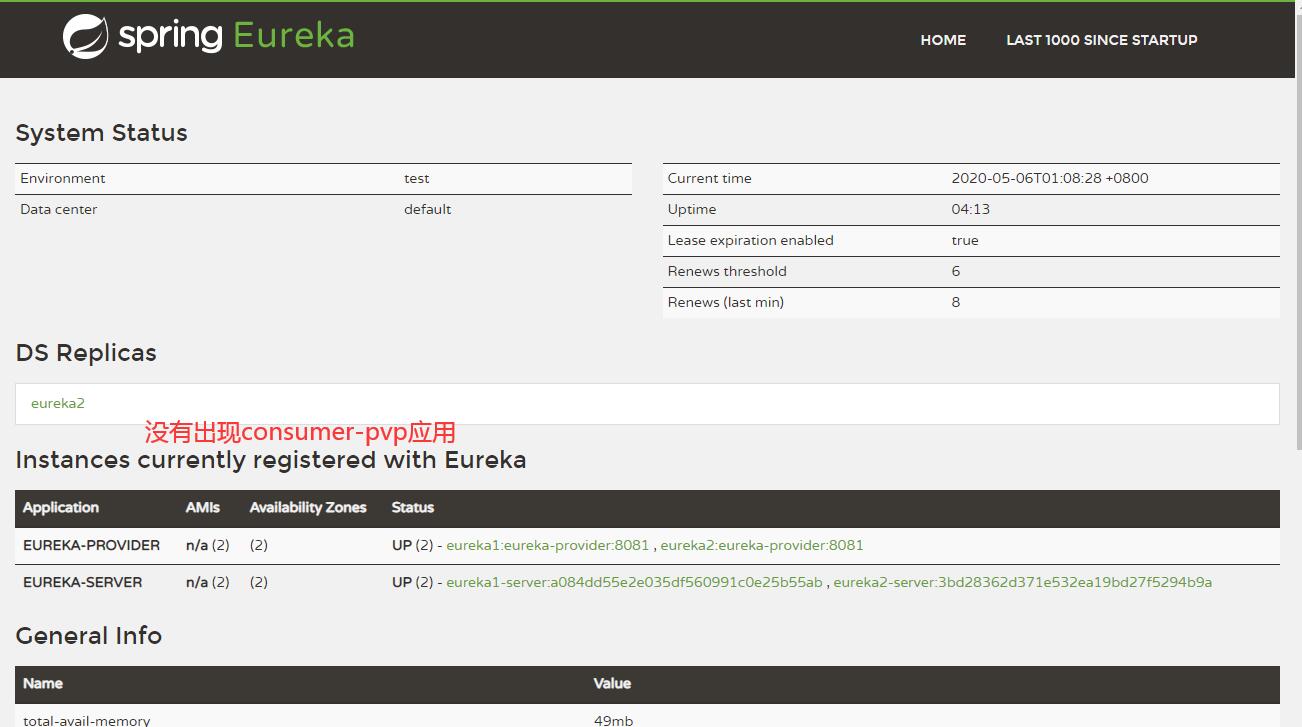 spring Eureka
HOME LAST 1000 SINCE STARTUP
System Status
Environment test
Data center default
Current time 2020-05-06T01:08:28 +0800
Uptime 04:13
Lease expiration enabled true
Renews threshold 6
Renews (last min) 8
DS Replicas
eureka2
没有出现consumer-pvp应用
Instances currently registered with Eureka
Application AMIs Availability Zones Status
EUREKA-PROVIDER n/a (2) (2) UP (2) - eureka1:eureka-provider:8081 , eureka2:eureka-provider:8081
EUREKA-SERVER n/a (2) (2) UP (2) - eureka1-server:a084dd55e2e035df560991c0e25b55ab , eureka2-server:3bd28362d371e532ea19bd27f5294b9a
General Info
Name Value
total-avail-memory 49mb